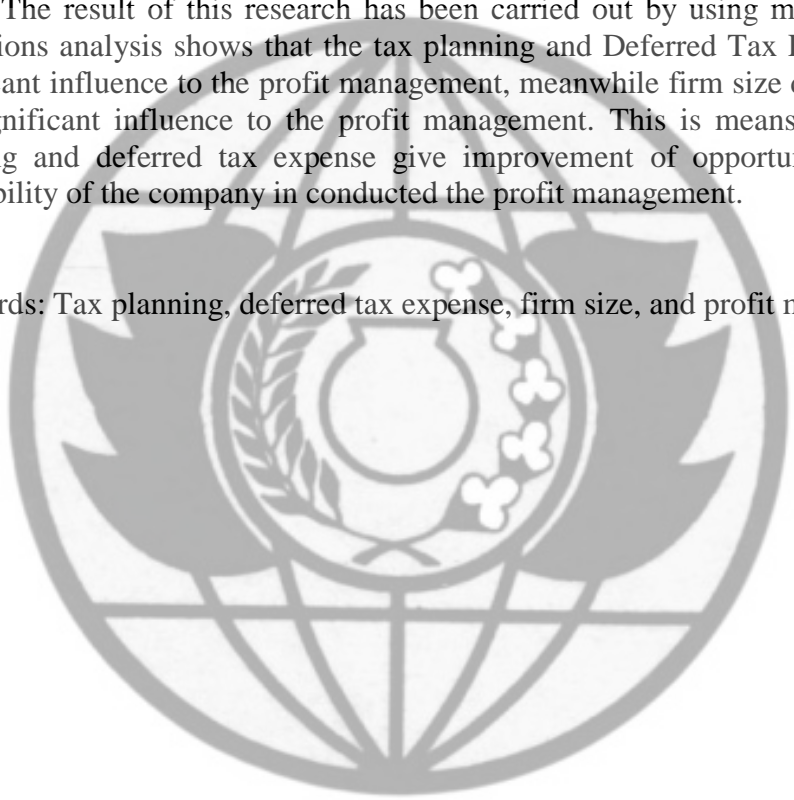 The result of this research has been carried out by using m
ions analysis shows that the tax planning and Deferred Tax
ant influence to the profit management, meanwhile firm size
gnificant influence to the profit management. This is means
g and deferred tax expense give improvement of opportu
bility of the company in conducted the profit management.
rds: Tax planning, deferred tax expense, firm size, and profit